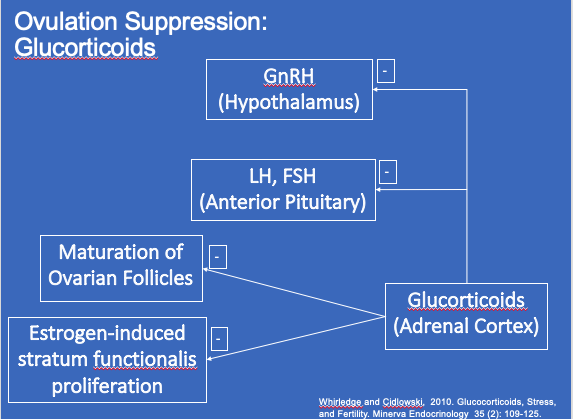 Ovulation Suppression:
Glucorticoids
GnRH
(Hypothalamus)
-
LH, FSH
(Anterior Pituitary)
-
Maturation of
Ovarian Follicles
-
Glucorticoids
(Adrenal Cortex)
Estrogen-induced
stratum functionalis
proliferation
-
Whirledge and Cidlowski, 2010. Glucocorticoids, Stress,
and Fertility. Minerva Endocrinology 35 (2): 109-125.